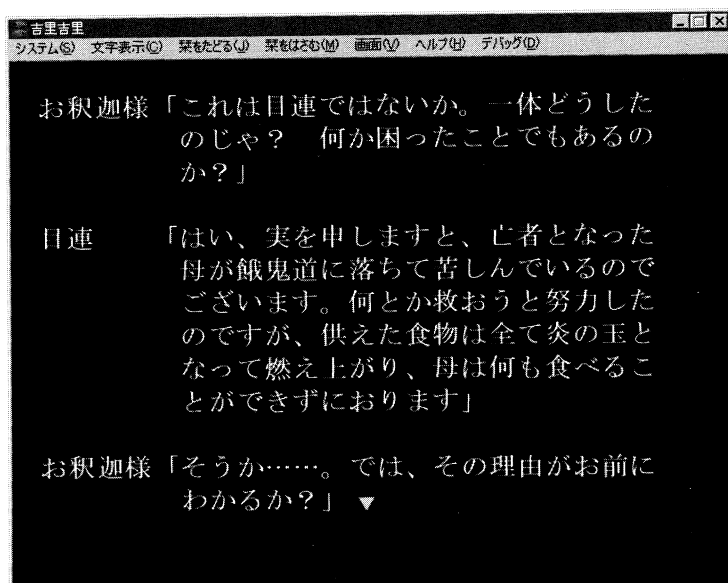 吉里吉里
システム(S) 文字表示(C) 栞をたどる(J) 栞をはさむ(M) 画面(V) ヘルプ(H) デバッグ(D)
お釈迦様「これは目連ではないか。一体どうした
のじゃ？　何か困ったことでもあるの
か？」
目連　　「はい、実を申しますと、亡者となった
母が餓鬼道に落ちて苦しんでいるので
ございます。何とか救おうと努力した
のですが、供えた食物は全て炎の玉と
なって燃え上がり、母は何も食べるこ
とができずにおります」
お釈迦様「そうか……。では、その理由がお前に
わかるか？」▼